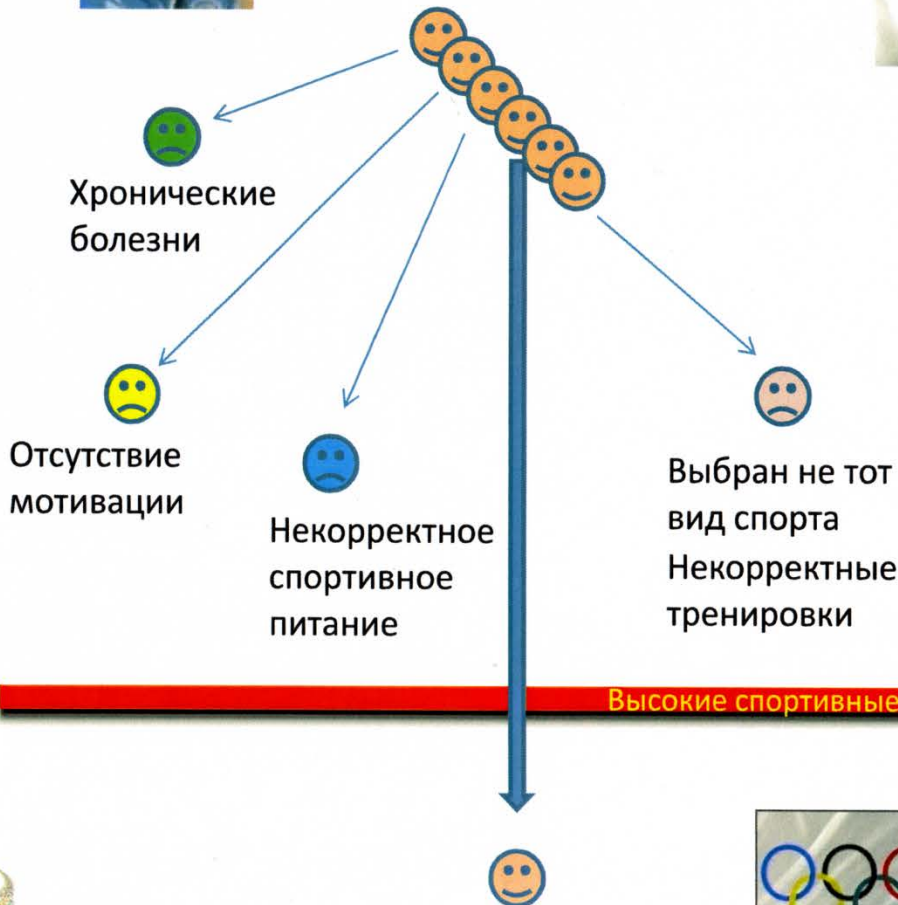 Хронические
болезни
Отсутствие
мотивации
Некорректное
спортивное
питание
Выбран не тот
вид спорта
Некорректные
тренировки
Высокие спортивные